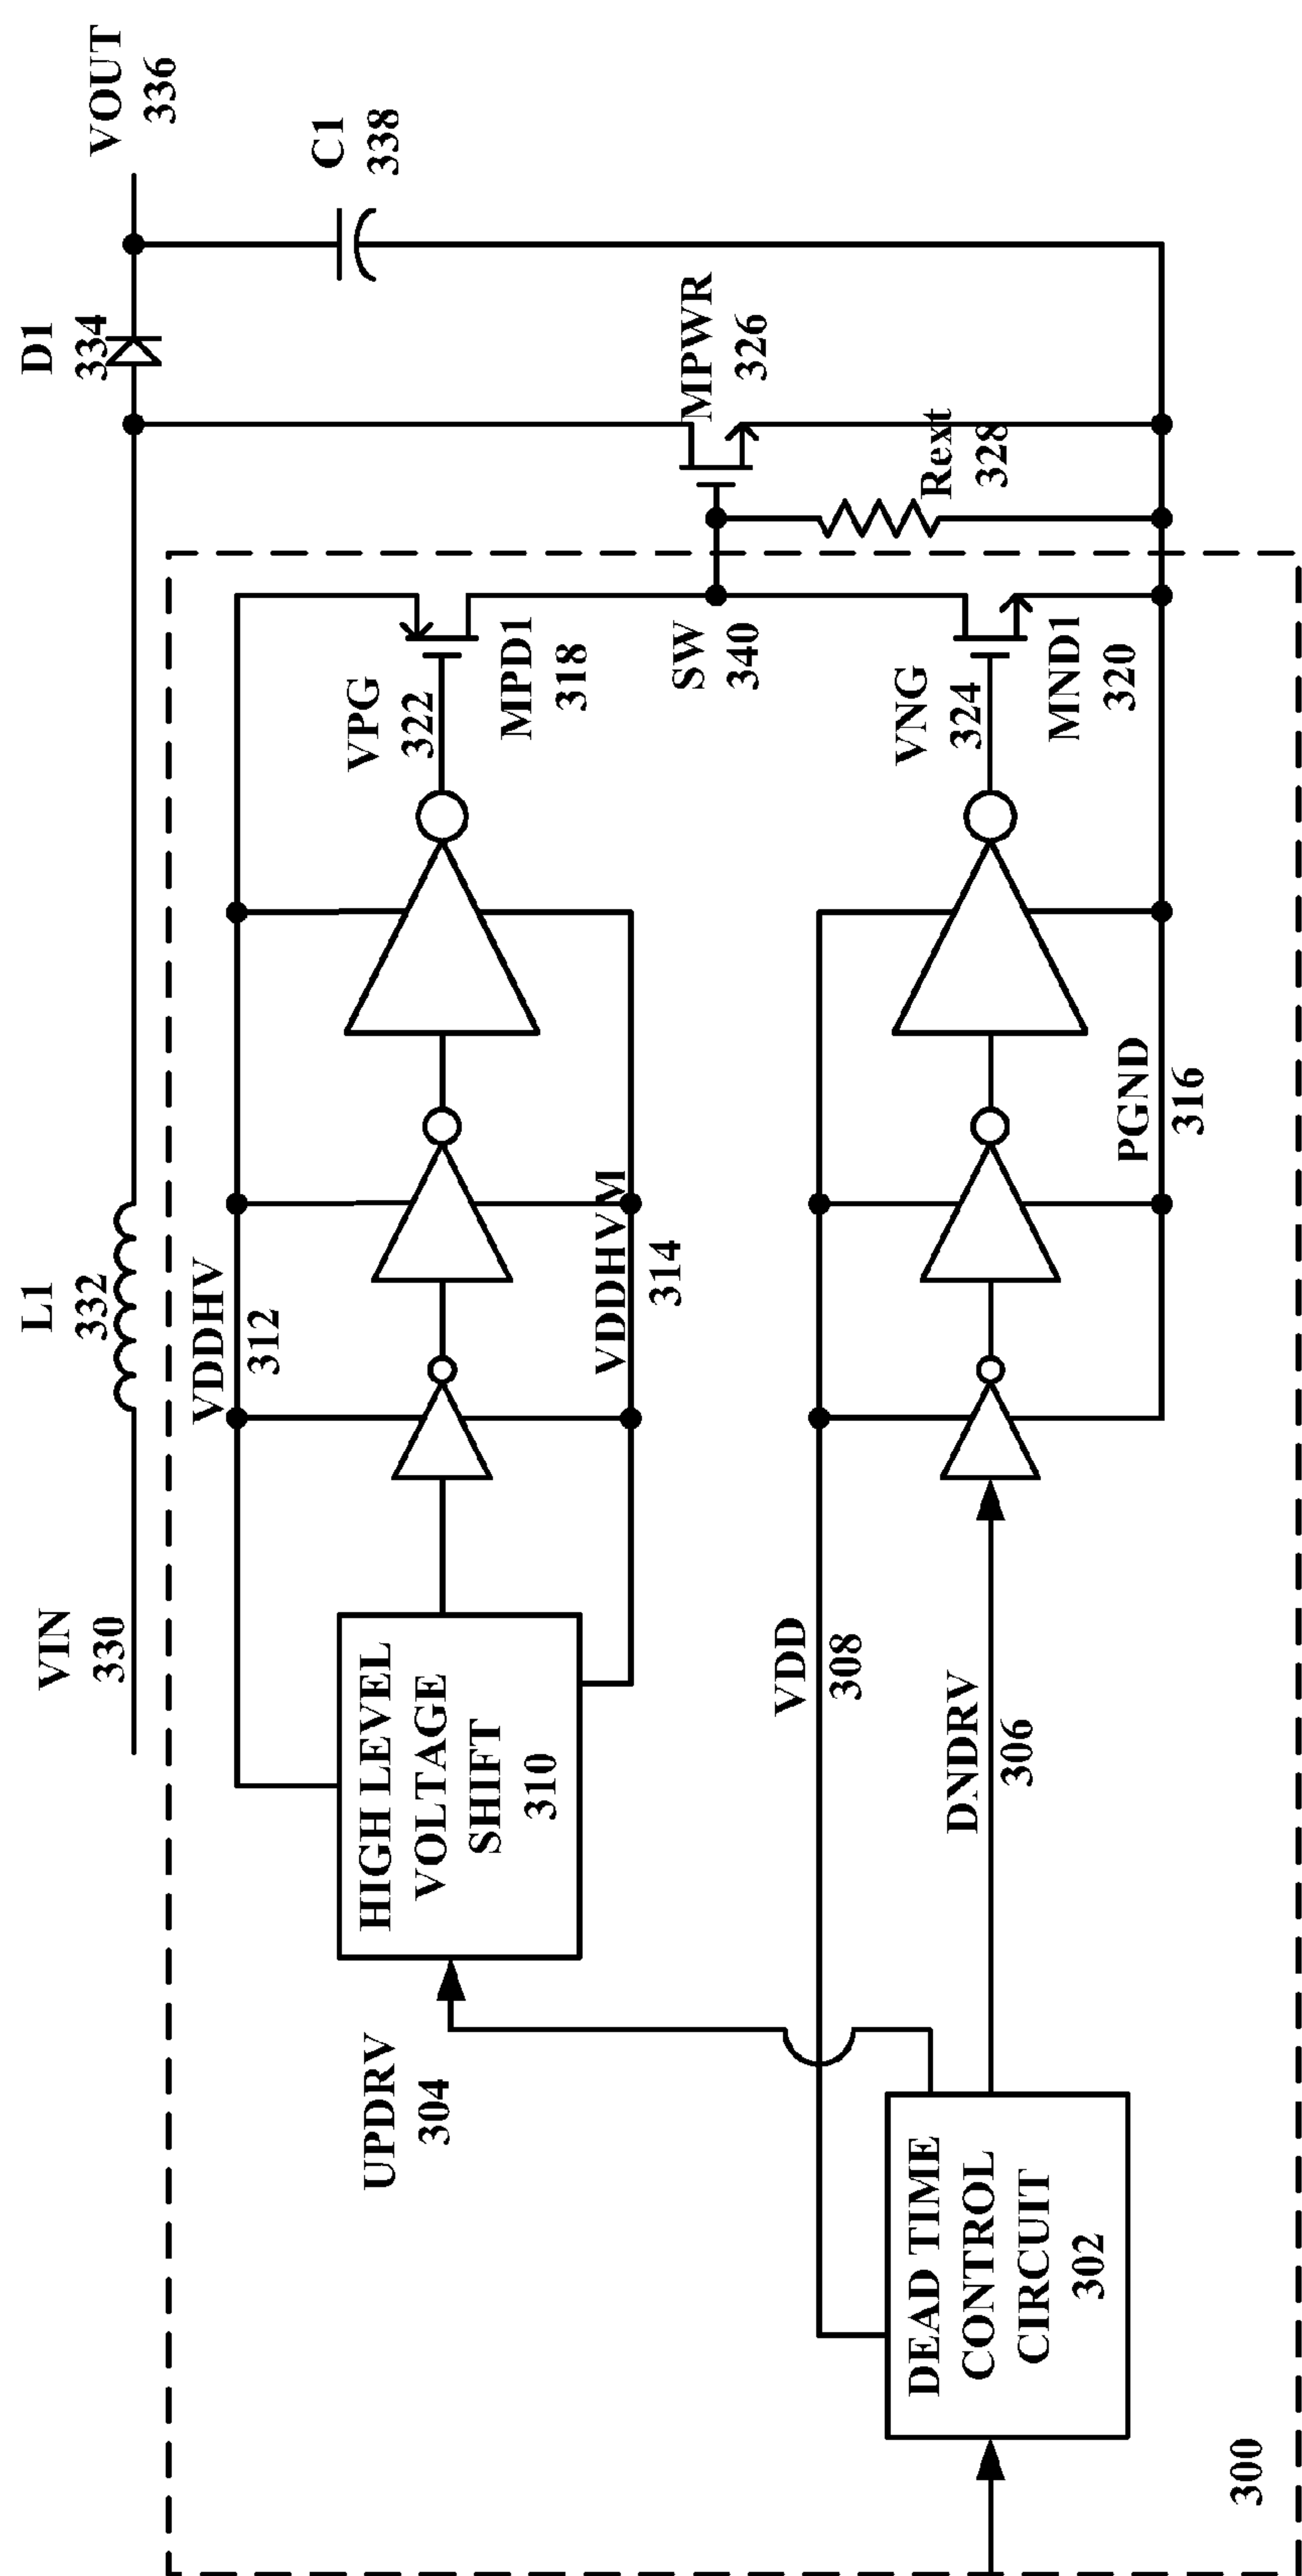 VIN
330
L1
332
D1
334
VOUT
336
C1
338
VDDHV
312
UPDRV
304
HIGH LEVEL
VOLTAGE
SHIFT
310
VDDHVM
314
VPG
322
MPD1
318
SW
340
MPWR
326
Rext
328
VDD
308
DNDRV
306
VNG
324
MND1
320
PGND
316
DEAD TIME
CONTROL
CIRCUIT
302
300